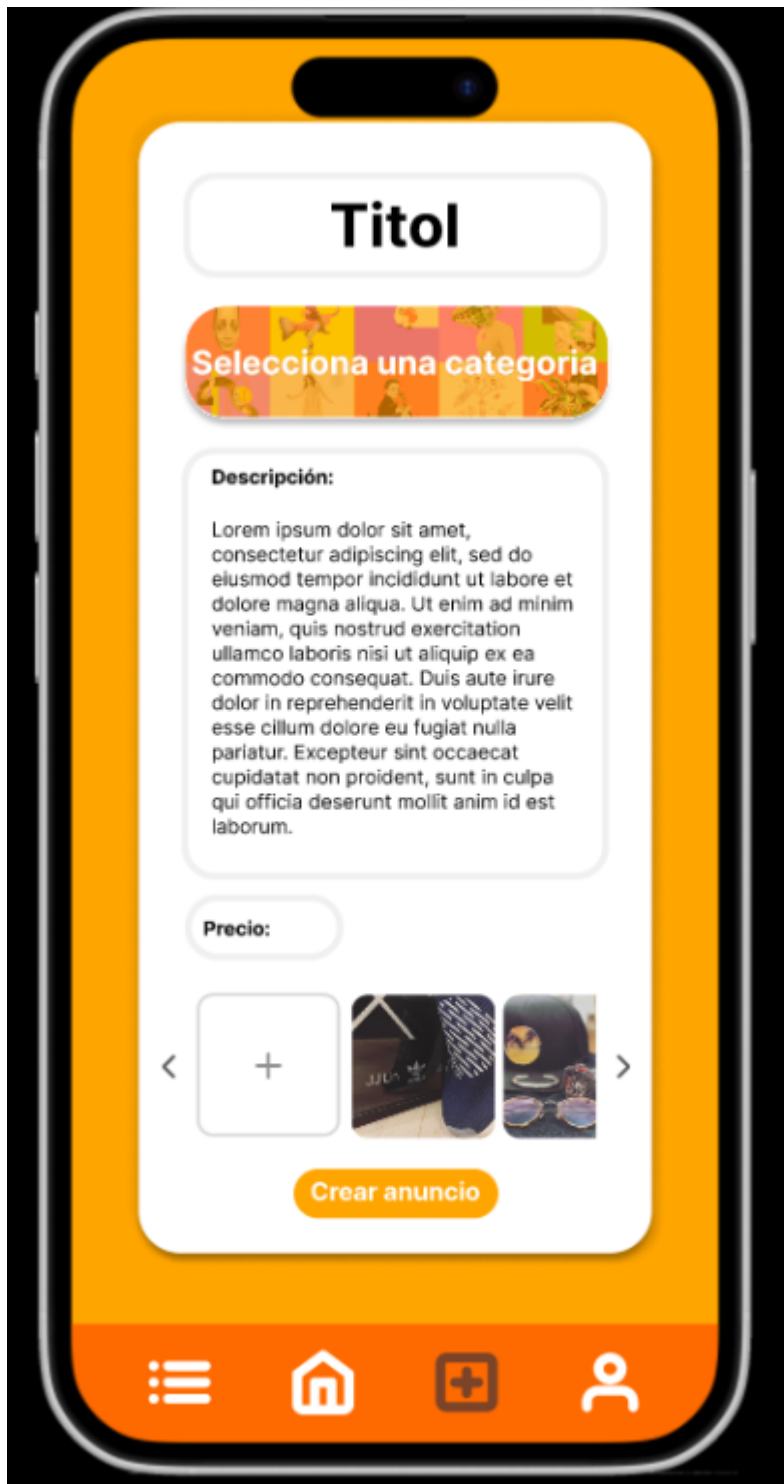 Titol
Selecciona una categoria
Descripción:
Lorem ipsum dolor sit amet,
consectetur adipiscing elit, sed do
eiusmod tempor incididunt ut labore et
dolore magna aliqua. Ut enim ad minim
veniam, quis nostrud exercitation
ullamco laboris nisi ut aliquip ex ea
commodo consequat. Duis aute irure
dolor in reprehenderit in voluptate velit
esse cillum dolore eu fugiat nulla
pariatur. Excepteur sint occaecat
cupidatat non proident, sunt in culpa
qui officia deserunt mollit anim id est
laborum.
Precio:
Crear anuncio